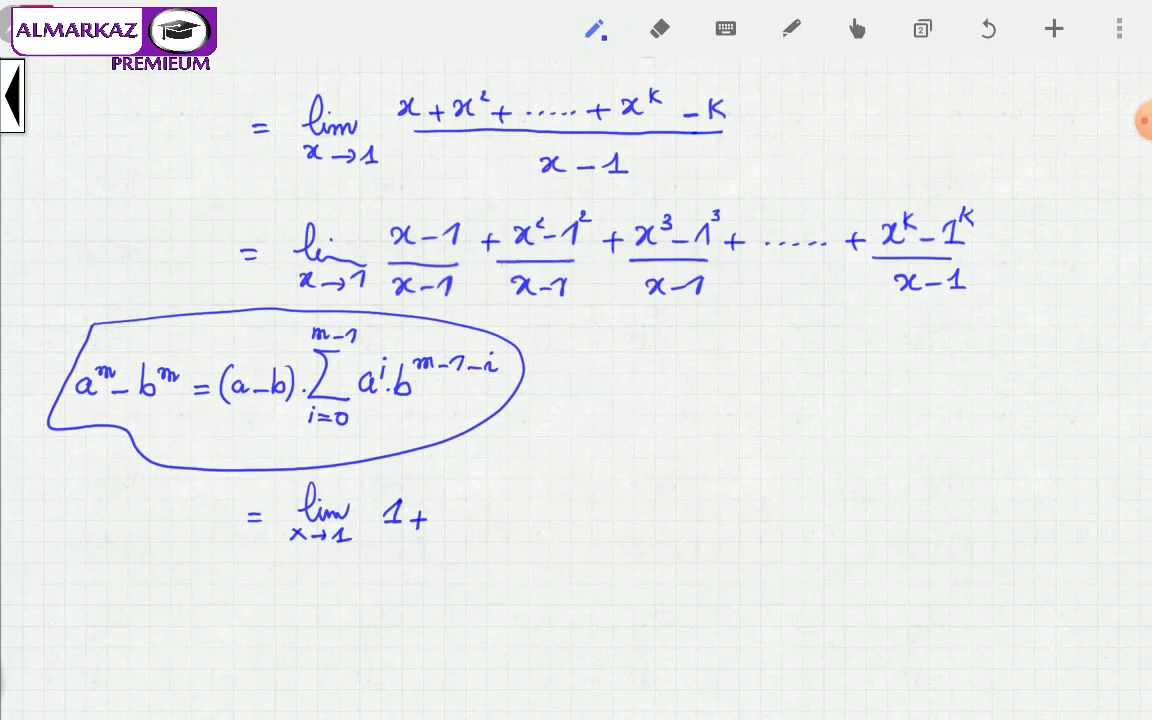 ALMARKAZ
PREMIEUM
2
= lim x→1 (x + x² + ..... + x^k − k) / (x − 1)
= lim x→1 (x − 1)/(x − 1) + (x² − 1²)/(x − 1) + (x³ − 1³)/(x − 1) + ..... + (x^k − 1^k)/(x − 1)
a^m − b^m = (a − b) . ∑_{i=0}^{m−1} a^i . b^{m−1−i}
= lim x→1 1 +